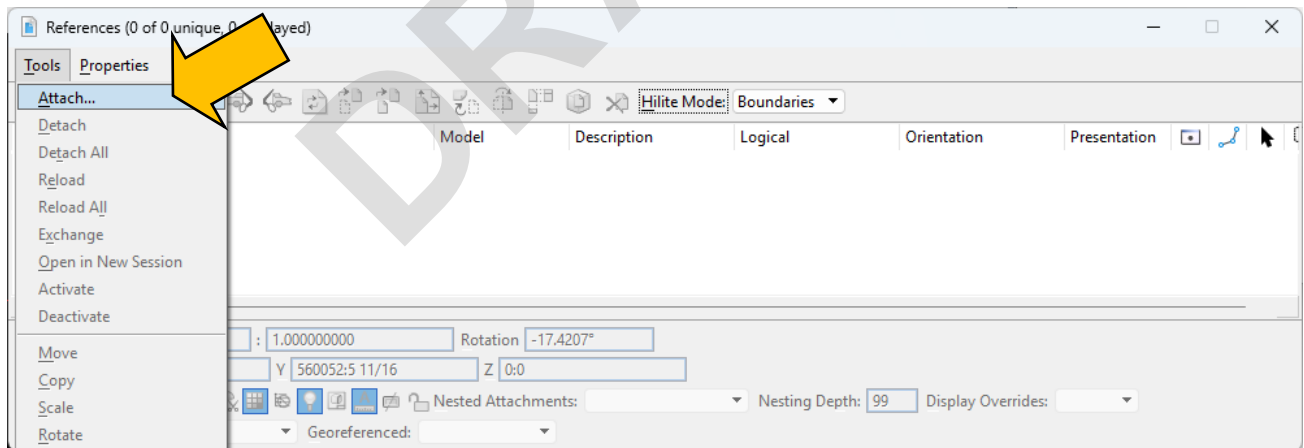 References (0 of 0 unique, 0 displayed)
Tools Properties
Attach...
Hilite Mode: Boundaries
Detach
Model Description Logical Orientation Presentation
Detach All
Reload
Reload All
Exchange
Open in New Session
Activate
Deactivate
: 1.000000000 Rotation -17.4207°
Move
Y 560052:5 11/16 Z 0:0
Copy
Nested Attachments: Nesting Depth: 99 Display Overrides:
Scale
Georeferenced:
Rotate